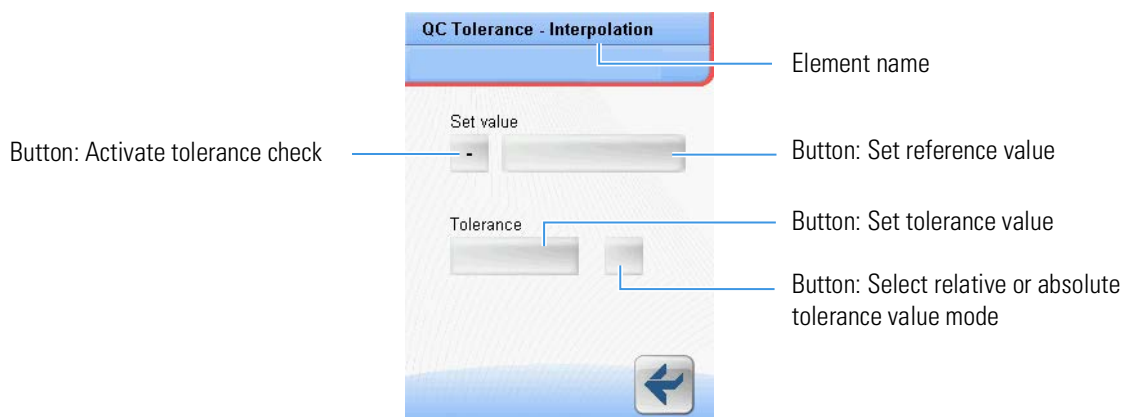 QC Tolerance - Interpolation
Element name
Set value
Button: Activate tolerance check
-
Button: Set reference value
Tolerance
Button: Set tolerance value
Button: Select relative or absolute
tolerance value mode